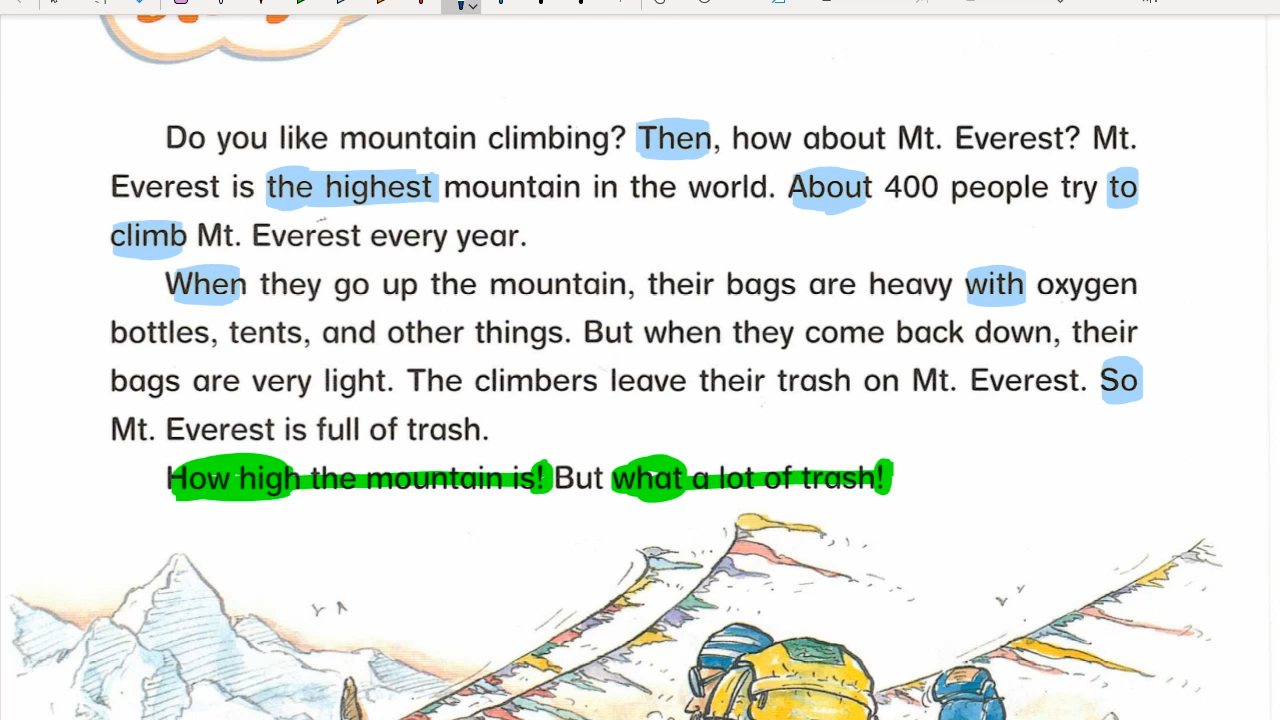 Do you like mountain climbing? Then, how about Mt. Everest? Mt.
Everest is the highest mountain in the world. About 400 people try to
climb Mt. Everest every year.
When they go up the mountain, their bags are heavy with oxygen
bottles, tents, and other things. But when they come back down, their
bags are very light. The climbers leave their trash on Mt. Everest. So
Mt. Everest is full of trash.
How high the mountain is! But what a lot of trash!